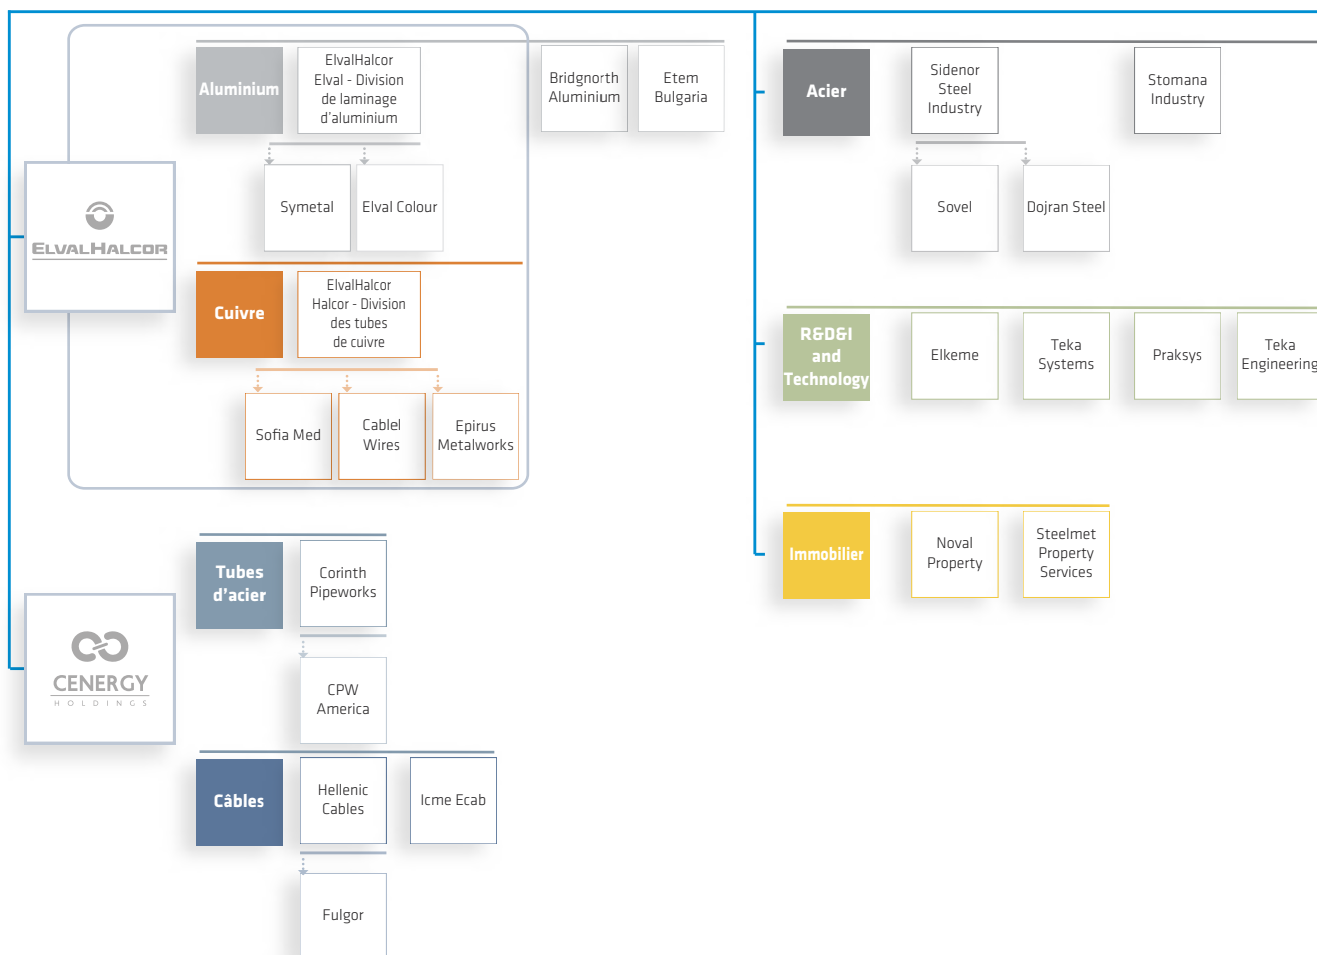 Aluminium
ElvalHalcor
Elval - Division
de laminage
d'aluminium
Bridgnorth
Aluminium
Etem
Bulgaria
Symetal
Elval Colour
ELVALHALCOR
Cuivre
ElvalHalcor
Halcor - Division
des tubes
de cuivre
Sofia Med
Cablel
Wires
Epirus
Metalworks
Tubes
d'acier
Corinth
Pipeworks
CENERGY
HOLDINGS
CPW
America
Câbles
Hellenic
Cables
Icme Ecab
Fulgor
Acier
Sidenor
Steel
Industry
Stomana
Industry
Sovel
Dojran Steel
R&D&I
and
Technology
Elkeme
Teka
Systems
Praksys
Teka
Engineering
Immobilier
Noval
Property
Steelmet
Property
Services